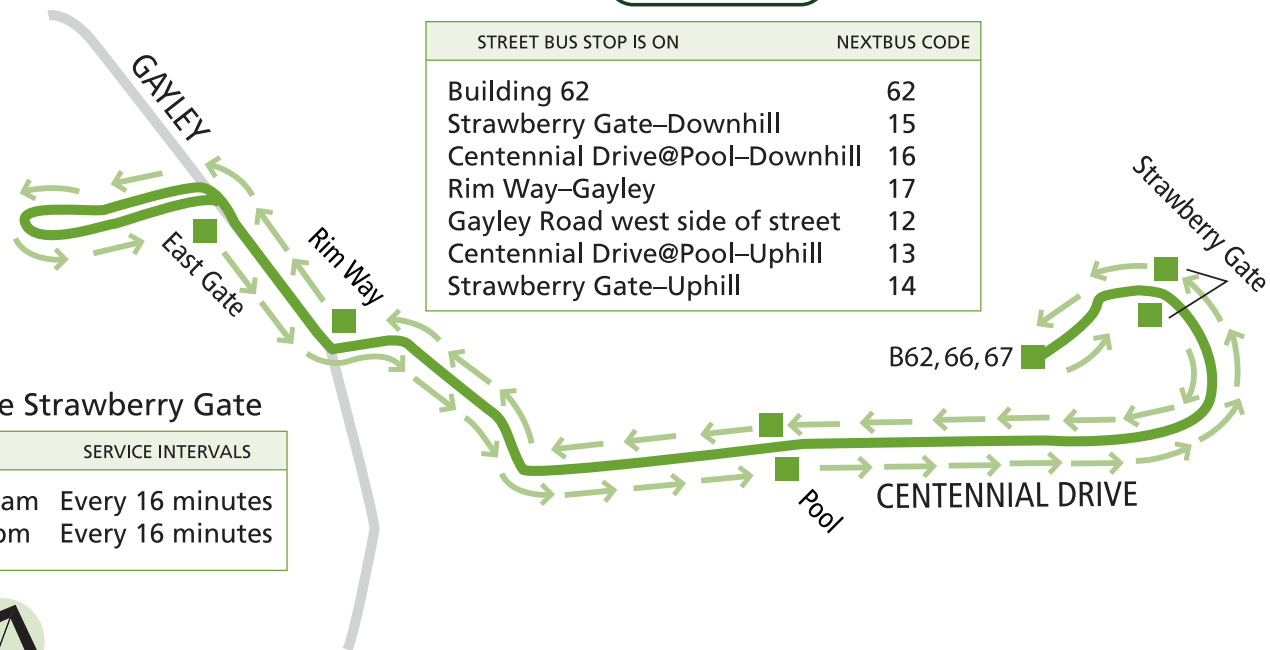 STREET BUS STOP IS ON NEXTBUS CODE
Building 62 62
Strawberry Gate–Downhill 15
Centennial Drive@Pool–Downhill 16
Rim Way–Gayley 17
Gayley Road west side of street 12
Centennial Drive@Pool–Uphill 13
Strawberry Gate–Uphill 14
GAYLEY
East Gate
Rim Way
Strawberry Gate
B62, 66, 67
Pool
CENTENNIAL DRIVE
e Strawberry Gate
SERVICE INTERVALS
am Every 16 minutes
pm Every 16 minutes